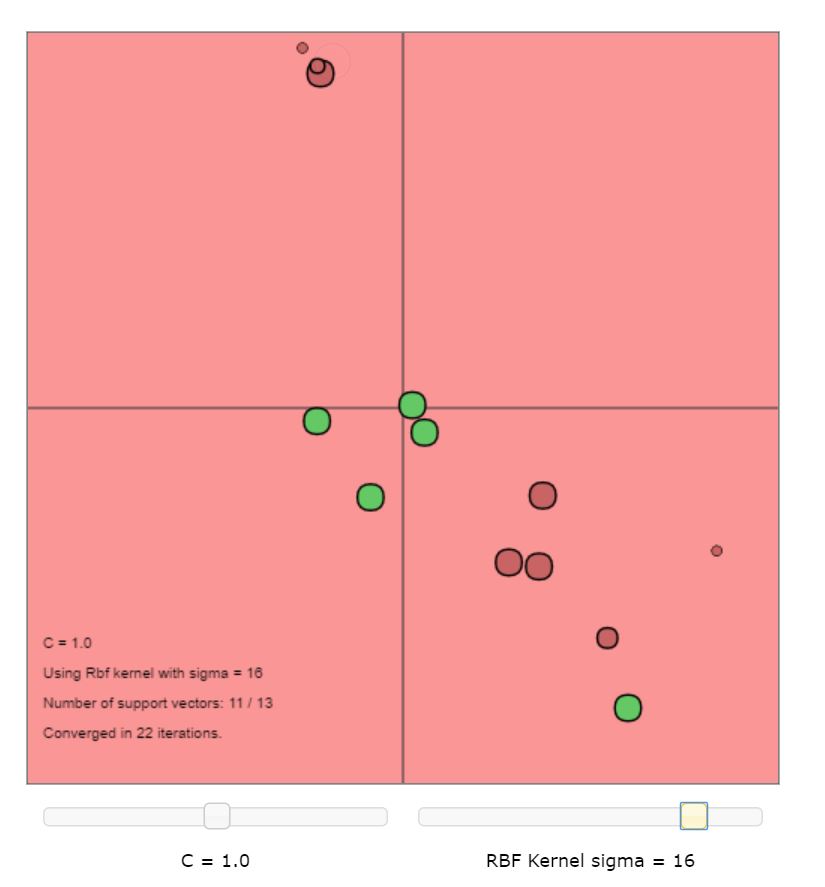 C = 1.0
Using Rbf kernel with sigma = 16
Number of support vectors: 11 / 13
Converged in 22 iterations.
C = 1.0
RBF Kernel sigma = 16